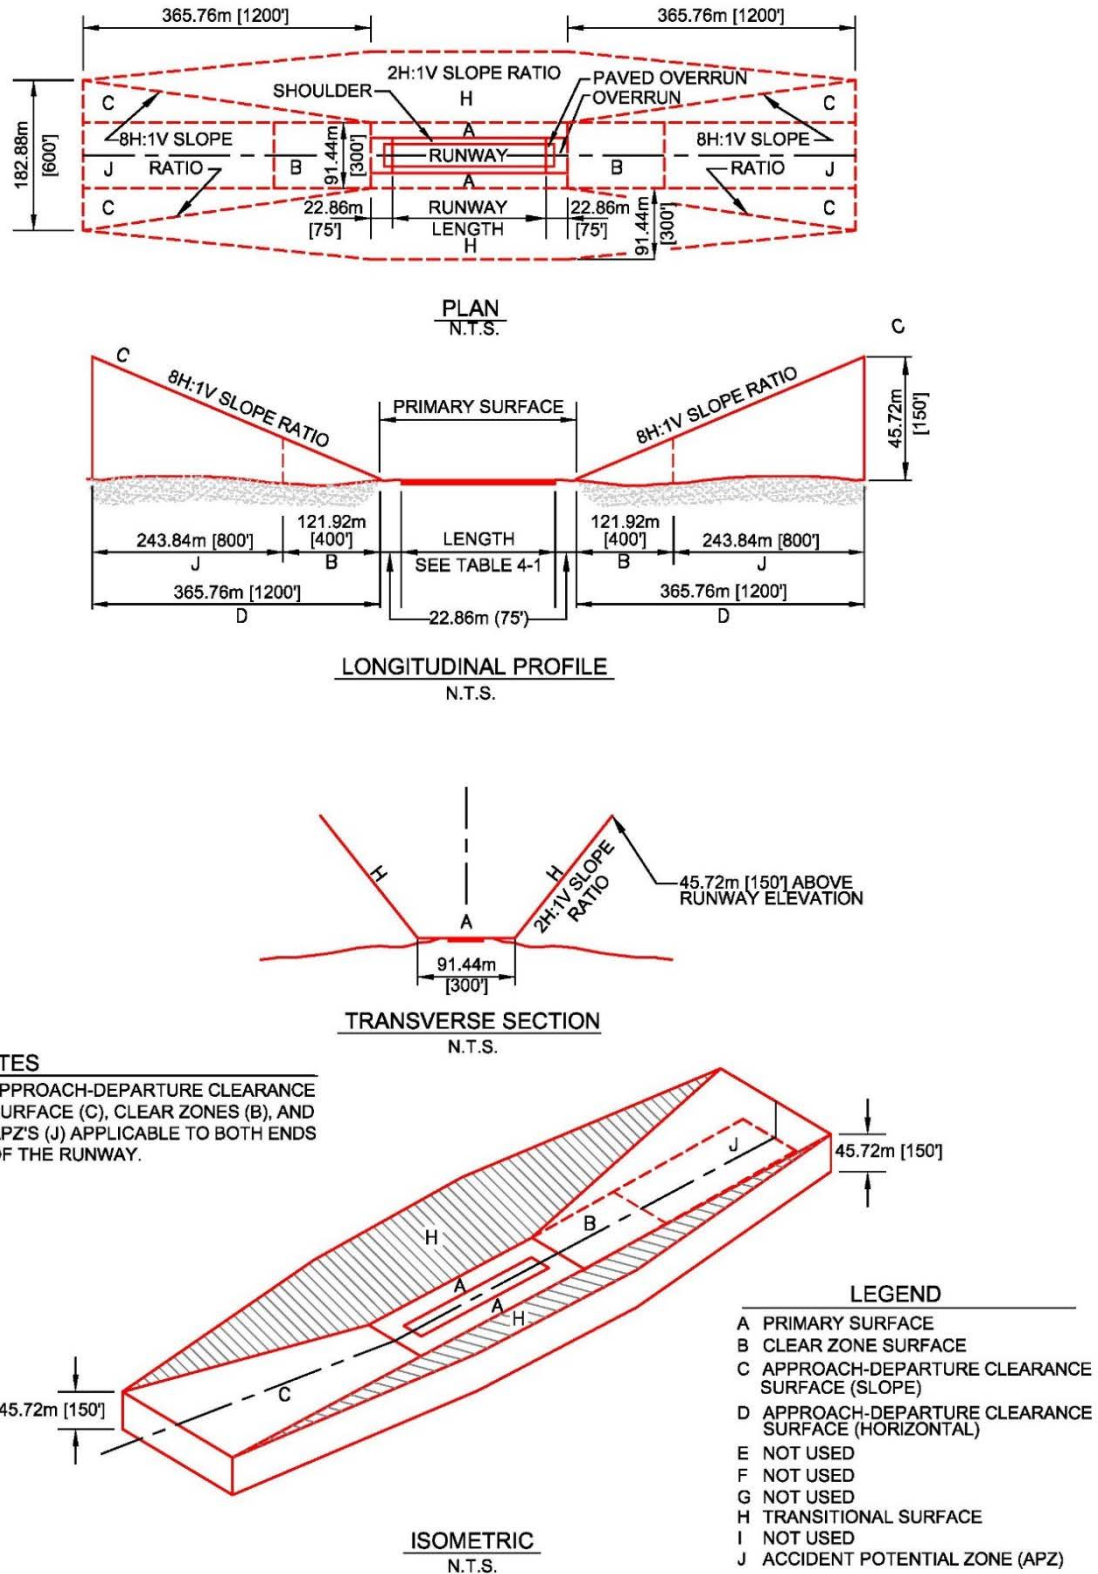 365.76m [1200']
365.76m [1200']
2H:1V SLOPE RATIO
PAVED OVERRUN
SHOULDER
H
OVERRUN
C
C
A
182.88m
[600']
8H:1V SLOPE
91.44m
[300']
RUNWAY
8H:1V SLOPE
J
RATIO
B
B
RATIO
J
A
C
22.86m
[75']
RUNWAY
LENGTH
22.86m
[75']
91.44m
[300']
C
H
PLAN
N.T.S.
C
C
8H:1V SLOPE RATIO
PRIMARY SURFACE
8H:1V SLOPE RATIO
45.72m
[150']
243.84m [800']
J
121.92m
[400']
B
LENGTH
SEE TABLE 4-1
121.92m
[400']
B
243.84m [800']
J
365.76m [1200']
D
22.86m (75')
365.76m [1200']
D
LONGITUDINAL PROFILE
N.T.S.
H
H
2H:1V SLOPE
RATIO
45.72m [150'] ABOVE
RUNWAY ELEVATION
A
91.44m
[300']
TRANSVERSE SECTION
N.T.S.
TES
PPROACH-DEPARTURE CLEARANCE
URFACE (C), CLEAR ZONES (B), AND
APZ'S (J) APPLICABLE TO BOTH ENDS
F THE RUNWAY.
J
45.72m [150']
B
H
A
A
H
C
45.72m [150']
ISOMETRIC
N.T.S.
LEGEND
A PRIMARY SURFACE
B CLEAR ZONE SURFACE
C APPROACH-DEPARTURE CLEARANCE
SURFACE (SLOPE)
D APPROACH-DEPARTURE CLEARANCE
SURFACE (HORIZONTAL)
E NOT USED
F NOT USED
G NOT USED
H TRANSITIONAL SURFACE
I NOT USED
J ACCIDENT POTENTIAL ZONE (APZ)